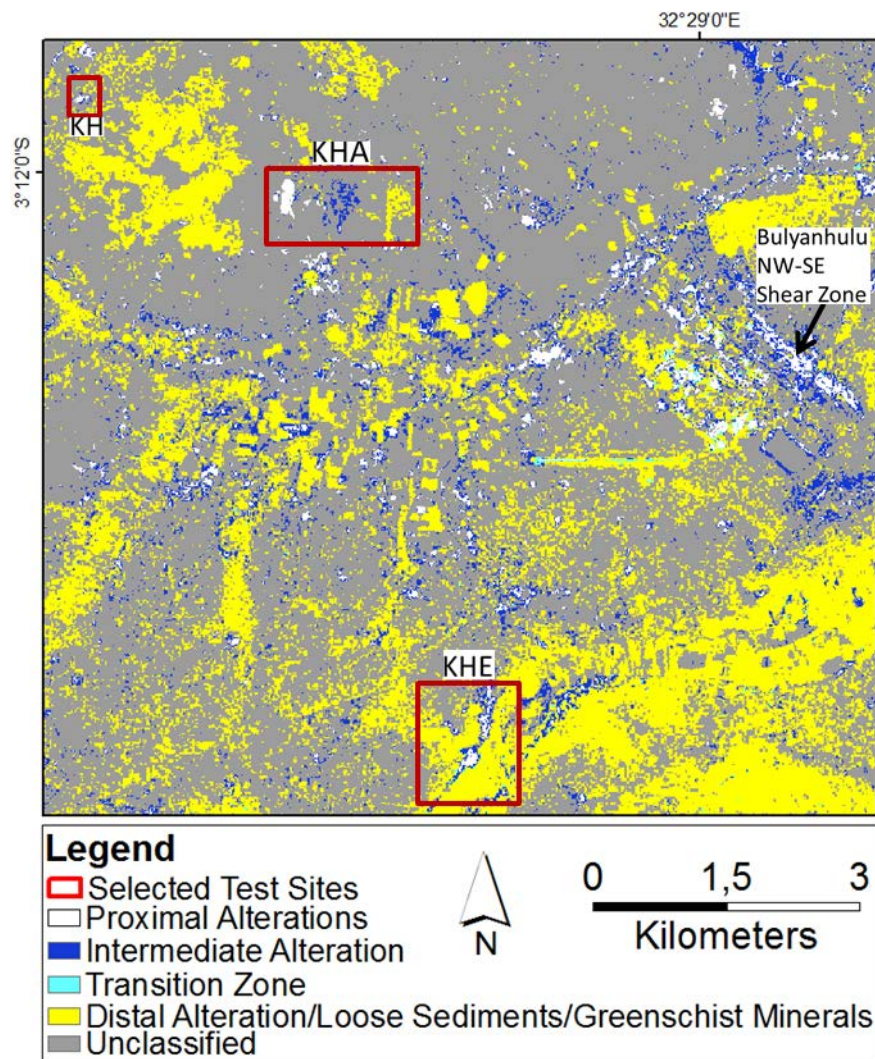 32°29'0"E
KH
3°12'0"S
KHA
Bulyanhulu
NW-SE
Shear Zone
KHE
Legend
Selected Test Sites
Proximal Alterations
Intermediate Alteration
Transition Zone
Distal Alteration/Loose Sediments/Greenschist Minerals
Unclassified
N
0 1,5 3
Kilometers